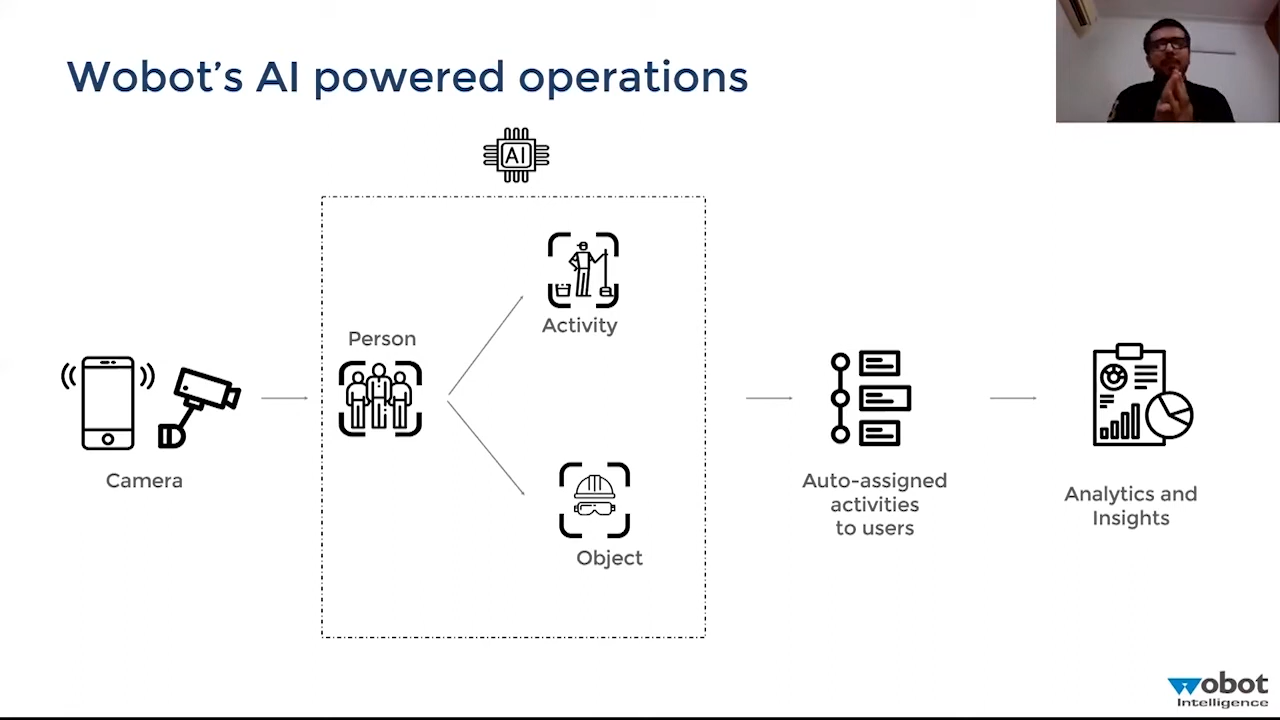 Wobot's AI powered operations
AI
Person
Activity
Object
Camera
Auto-assigned
activities
to users
Analytics and
Insights
Wobot
Intelligence